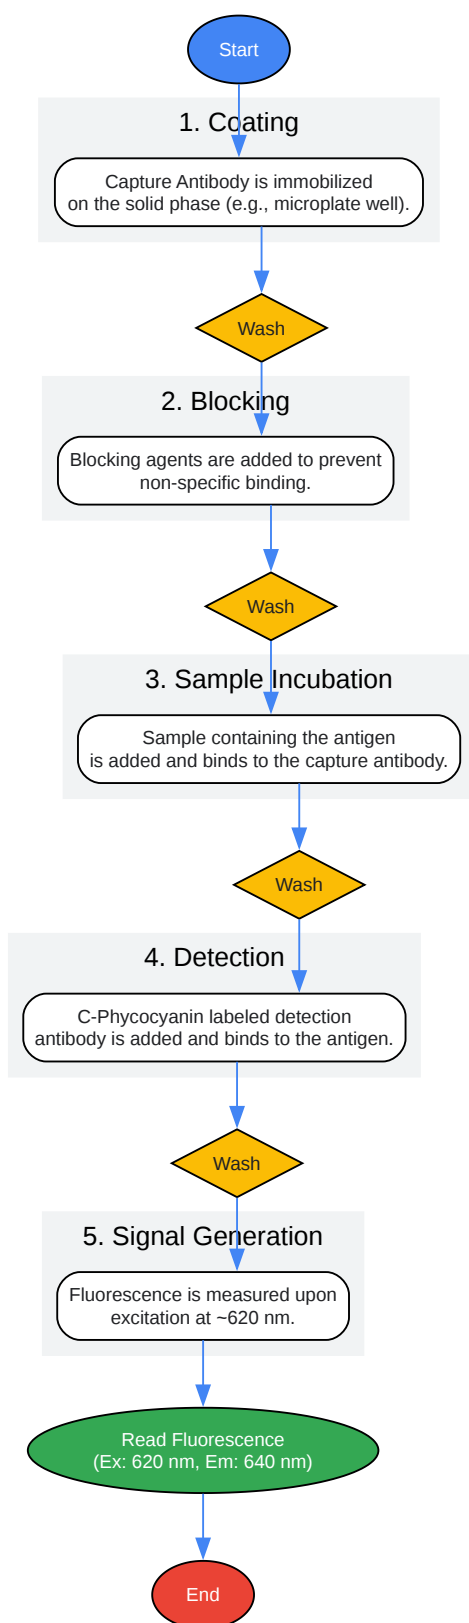 Start
1. Coating
Capture Antibody is immobilized
on the solid phase (e.g., microplate well).
Wash
2. Blocking
Blocking agents are added to prevent
non-specific binding.
Wash
3. Sample Incubation
Sample containing the antigen
is added and binds to the capture antibody.
Wash
4. Detection
C-Phycocyanin labeled detection
antibody is added and binds to the antigen.
Wash
5. Signal Generation
Fluorescence is measured upon
excitation at ~620 nm.
Read Fluorescence
(Ex: 620 nm, Em: 640 nm)
End